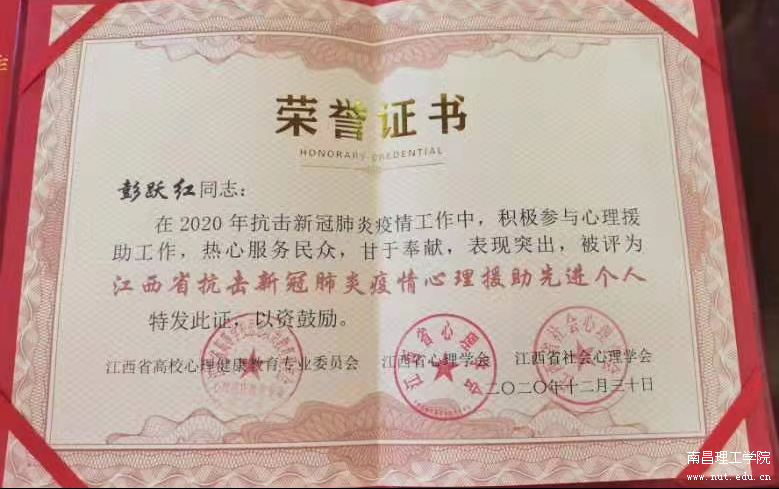 荣誉证书
HONORARY CREDENTIAL
彭跃红同志：
在2020年抗击新冠肺炎疫情工作中，积极参与心理援
助工作，热心服务民众，甘于奉献，表现突出，被评为
江西省抗击新冠肺炎疫情心理援助先进个人
特发此证，以资鼓励。
江西省高校心理健康教育专业委员会 江西省心理学会 江西省社会心理学会
江西省心理学会
二〇二〇年十二月三十日
南昌理工学院
www.nut.edu.cn